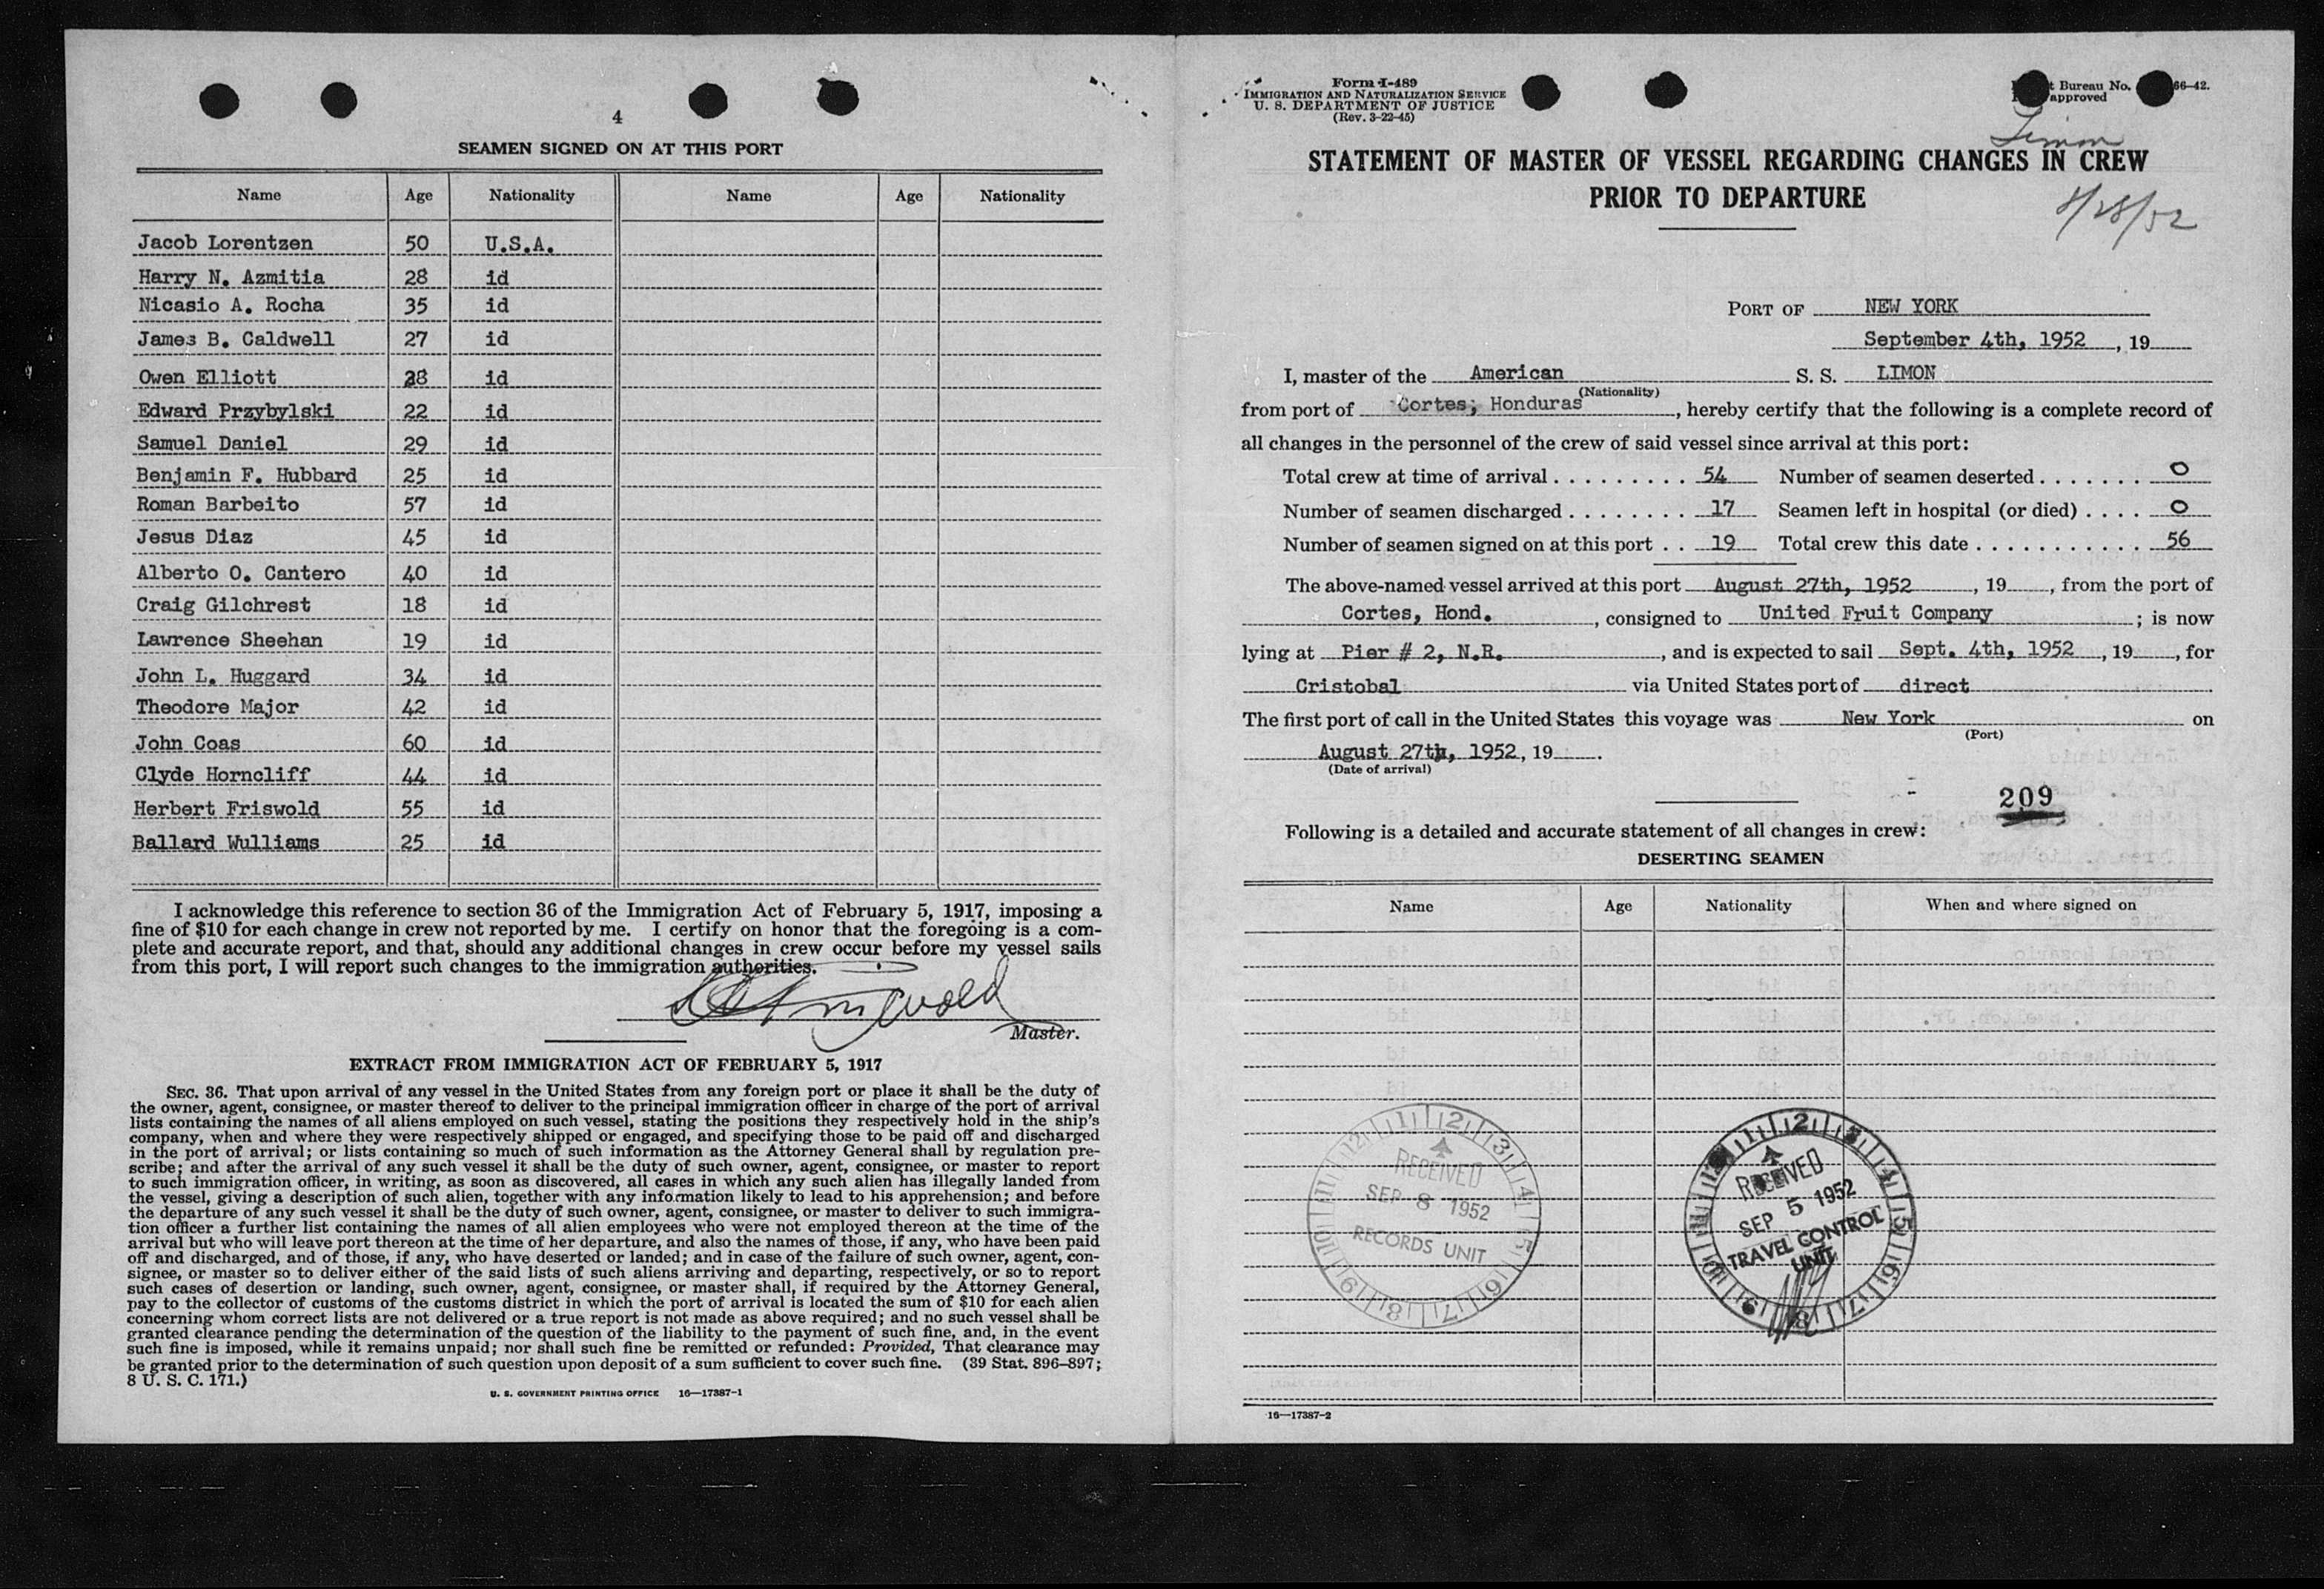 4
SEAMEN SIGNED ON AT THIS PORT
Name Age Nationality Name Age Nationality
Jacob Lorentzen 50 U.S.A.
Harry N. Azmitia 28 id
Nicasio A. Rocha 35 id
James B. Caldwell 27 id
Owen Elliott 28 id
Edward Przybylski 22 id
Samuel Daniel 29 id
Benjamin F. Hubbard 25 id
Roman Barbeito 57 id
Jesus Diaz 45 id
Alberto O. Cantero 40 id
Craig Gilchrest 18 id
Lawrence Sheehan 19 id
John L. Huggard 34 id
Theodore Major 42 id
John Coas 60 id
Clyde Horncliff 44 id
Herbert Friswold 55 id
Ballard Wulliams 25 id
I acknowledge this reference to section 36 of the Immigration Act of February 5, 1917, imposing a
fine of $10 for each change in crew not reported by me. I certify on honor that the foregoing is a com-
plete and accurate report, and that, should any additional changes in crew occur before my vessel sails
from this port, I will report such changes to the immigration authorities.
Friswold
Master.
EXTRACT FROM IMMIGRATION ACT OF FEBRUARY 5, 1917
SEC. 36. That upon arrival of any vessel in the United States from any foreign port or place it shall be the duty of
the owner, agent, consignee, or master thereof to deliver to the principal immigration officer in charge of the port of arrival
lists containing the names of all aliens employed on such vessel, stating the positions they respectively hold in the ship's
company, when and where they were respectively shipped or engaged, and specifying those to be paid off and discharged
in the port of arrival; or lists containing so much of such information as the Attorney General shall by regulation pre-
scribe; and after the arrival of any such vessel it shall be the duty of such owner, agent, consignee, or master to report
to such immigration officer, in writing, as soon as discovered, all cases in which any such alien has illegally landed from
the vessel, giving a description of such alien, together with any information likely to lead to his apprehension; and before
the departure of any such vessel it shall be the duty of such owner, agent, consignee, or master to deliver to such immigra-
tion officer a further list containing the names of all alien employees who were not employed thereon at the time of the
arrival but who will leave port thereon at the time of her departure, and also the names of those, if any, who have been paid
off and discharged, and of those, if any, who have deserted or landed; and in case of the failure of such owner, agent, con-
signee, or master so to deliver either of the said lists of such aliens arriving and departing, respectively, or so to report
such cases of desertion or landing, such owner, agent, consignee, or master shall, if required by the Attorney General,
pay to the collector of customs of the customs district in which the port of arrival is located the sum of $10 for each alien
concerning whom correct lists are not delivered or a true report is not made as above required; and no such vessel shall be
granted clearance pending the determination of the question of the liability to the payment of such fine, and, in the event
such fine is imposed, while it remains unpaid; nor shall such fine be remitted or refunded: Provided, That clearance may
be granted prior to the determination of such question upon deposit of a sum sufficient to cover such fine. (39 Stat. 896–897;
8 U. S. C. 171.)
U. S. GOVERNMENT PRINTING OFFICE 16—17387-1
Form I-489
IMMIGRATION AND NATURALIZATION SERVICE
U. S. DEPARTMENT OF JUSTICE
(Rev. 3-22-45)
Bureau No. 66–42.
approved
Limon
STATEMENT OF MASTER OF VESSEL REGARDING CHANGES IN CREW
PRIOR TO DEPARTURE
8/28/52
PORT OF NEW YORK
September 4th, 1952, 19
I, master of the American S. S. LIMON
(Nationality)
from port of Cortes, Honduras, hereby certify that the following is a complete record of
all changes in the personnel of the crew of said vessel since arrival at this port:
Total crew at time of arrival 54 Number of seamen deserted 0
Number of seamen discharged 17 Seamen left in hospital (or died) 0
Number of seamen signed on at this port 19 Total crew this date 56
The above-named vessel arrived at this port August 27th, 1952, 19, from the port of
Cortes, Hond., consigned to United Fruit Company; is now
lying at Pier # 2, N.R., and is expected to sail Sept. 4th, 1952, 19, for
Cristobal via United States port of direct
The first port of call in the United States this voyage was New York on
(Port)
August 27th, 1952, 19.
(Date of arrival)
209
Following is a detailed and accurate statement of all changes in crew:
DESERTING SEAMEN
Name Age Nationality When and where signed on
RECEIVED
SEP 8 1952
RECORDS UNIT
RECEIVED
SEP 5 1952
TRAVEL CONTROL
UNIT
16—17387-2